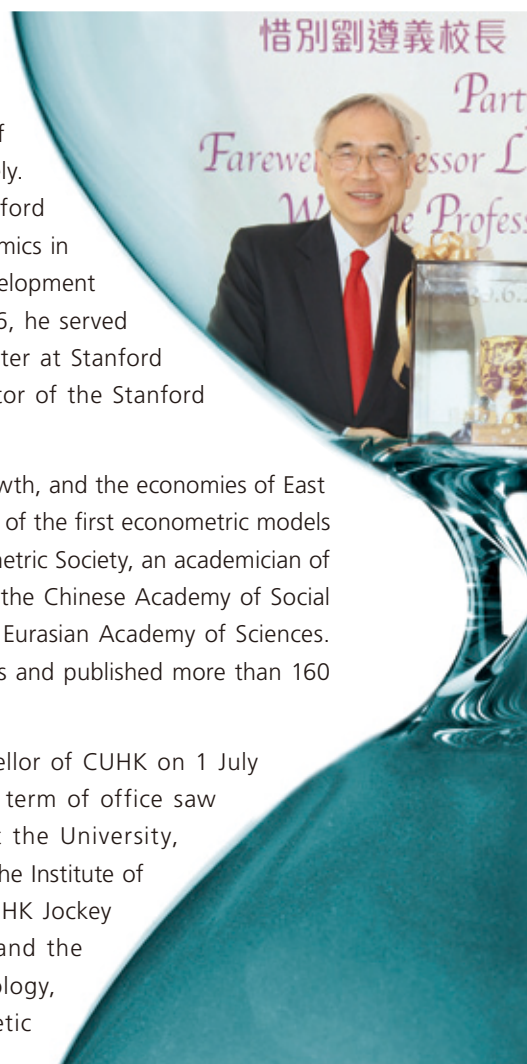 惜別劉遵義校長
Part
Farewel essor L
We e Profess
30.6.
f
ly.
ford
mics in
elopment
5, he served
ter at Stanford
tor of the Stanford
wth, and the economies of East
of the first econometric models
metric Society, an academician of
the Chinese Academy of Social
Eurasian Academy of Sciences.
s and published more than 160
ellor of CUHK on 1 July
term of office saw
t the University,
he Institute of
HK Jockey
and the
ology,
etic